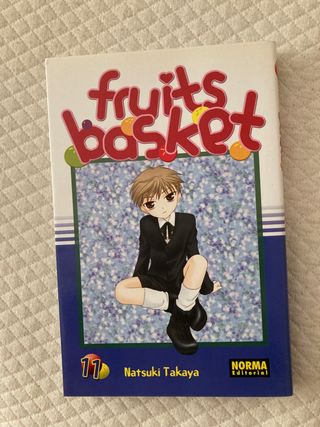 fruits
basket
11
Natsuki Takaya
NORMA
Editorial